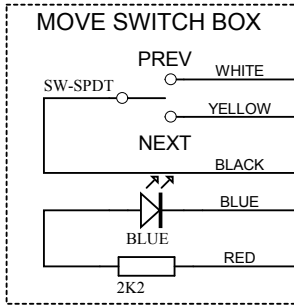 MOVE SWITCH BOX
PREV
WHITE
SW-SPDT
YELLOW
NEXT
BLACK
BLUE
BLUE
RED
2K2